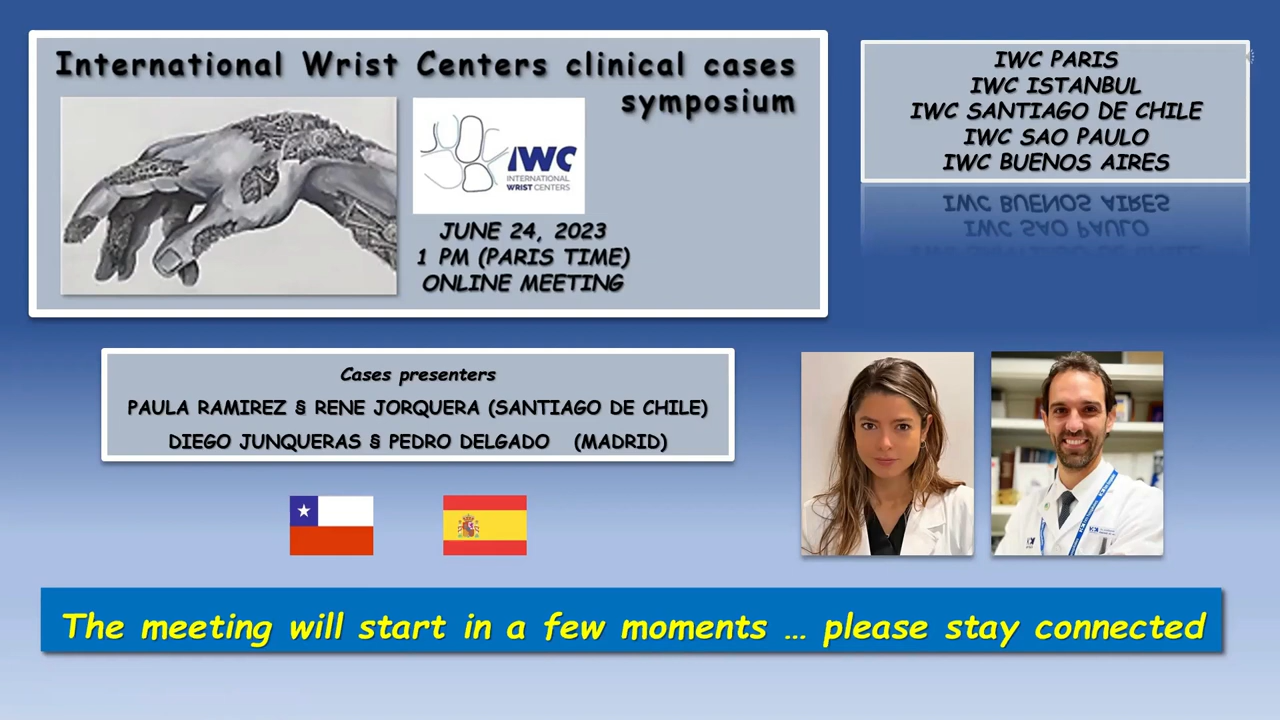 International Wrist Centers clinical cases
symposium
IWC
INTERNATIONAL
WRIST CENTERS
JUNE 24, 2023
1 PM (PARIS TIME)
ONLINE MEETING
IWC PARIS
IWC ISTANBUL
IWC SANTIAGO DE CHILE
IWC SAO PAULO
IWC BUENOS AIRES
Cases presenters
PAULA RAMIREZ § RENE JORQUERA (SANTIAGO DE CHILE)
DIEGO JUNQUERAS § PEDRO DELGADO (MADRID)
The meeting will start in a few moments … please stay connected